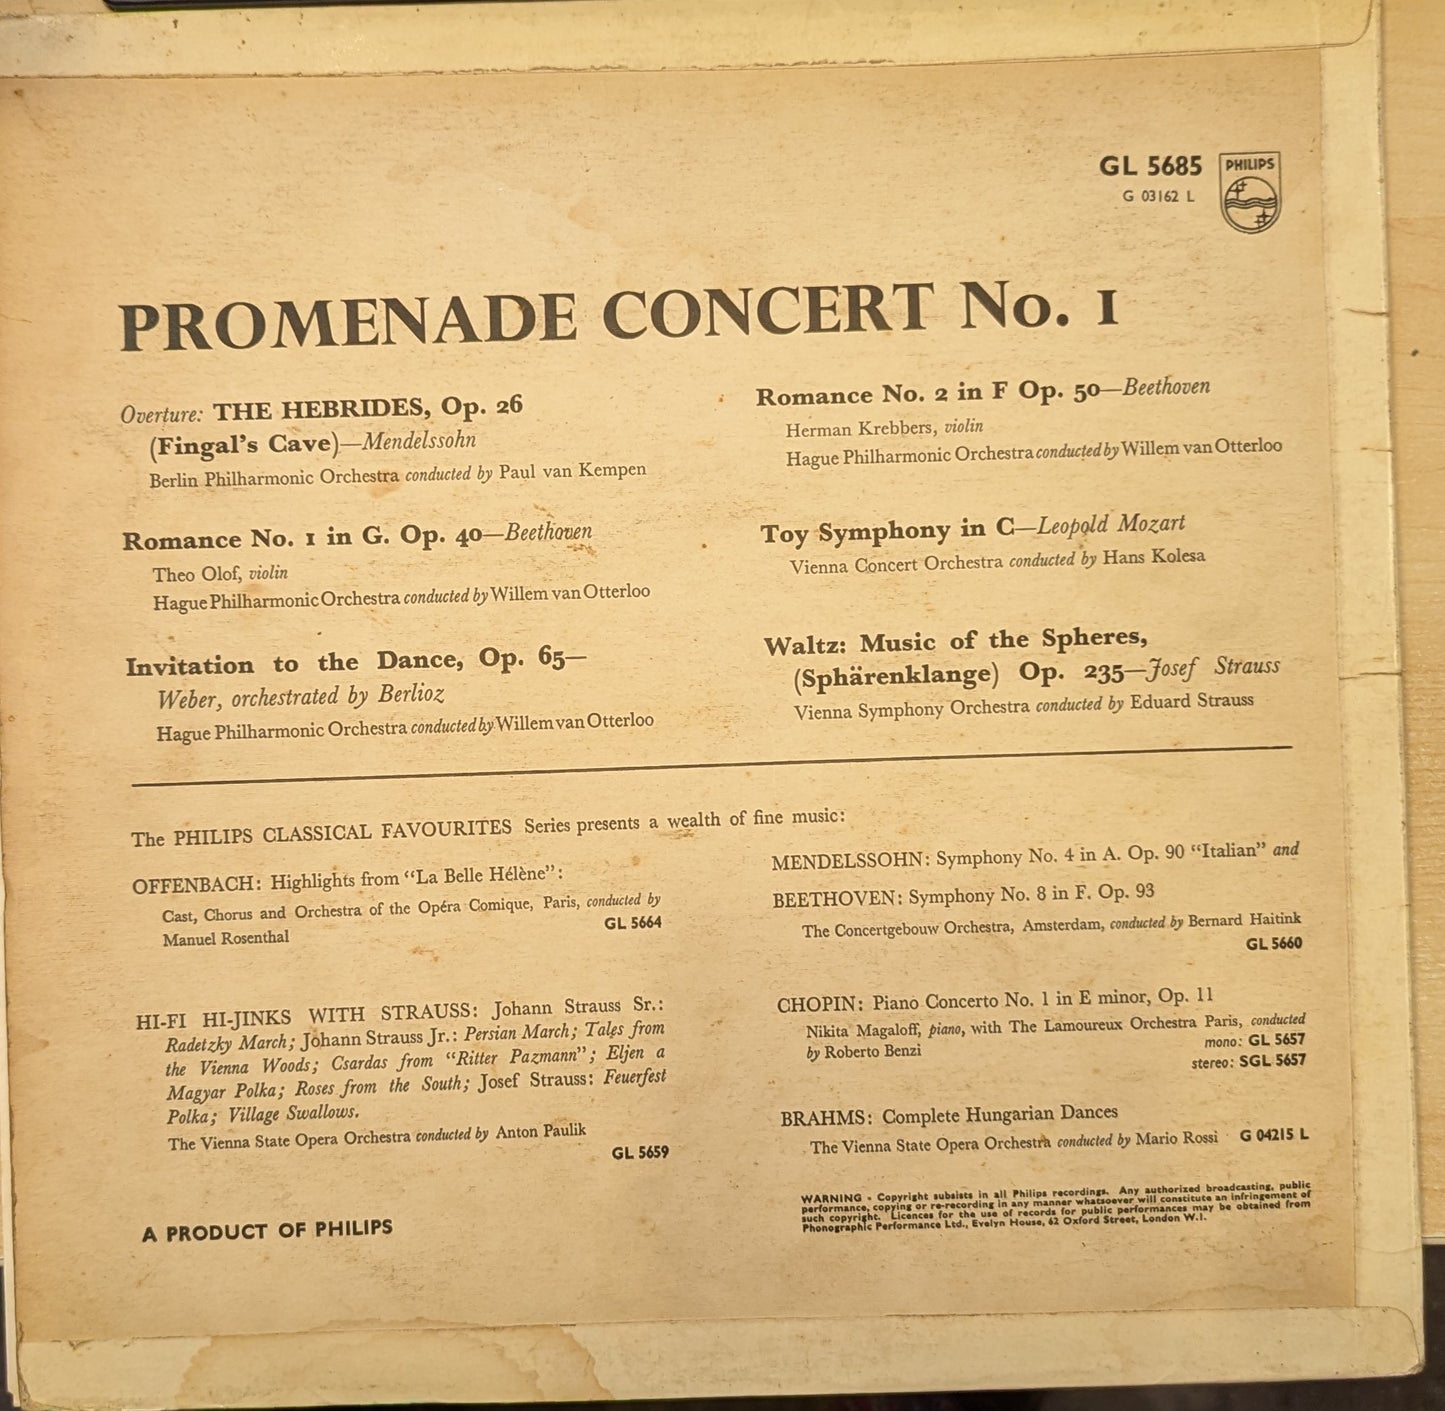 GL 5685
G 03162 L
PHILIPS
PROMENADE CONCERT No. 1
Overture: THE HEBRIDES, Op. 26
(Fingal's Cave)—Mendelssohn
Berlin Philharmonic Orchestra conducted by Paul van Kempen
Romance No. 1 in G. Op. 40—Beethoven
Theo Olof, violin
Hague Philharmonic Orchestra conducted by Willem van Otterloo
Invitation to the Dance, Op. 65—
Weber, orchestrated by Berlioz
Hague Philharmonic Orchestra conducted by Willem van Otterloo
Romance No. 2 in F Op. 50—Beethoven
Herman Krebbers, violin
Hague Philharmonic Orchestra conducted by Willem van Otterloo
Toy Symphony in C—Leopold Mozart
Vienna Concert Orchestra conducted by Hans Kolesa
Waltz: Music of the Spheres,
(Sphärenklange) Op. 235—Josef Strauss
Vienna Symphony Orchestra conducted by Eduard Strauss
The PHILIPS CLASSICAL FAVOURITES Series presents a wealth of fine music:
OFFENBACH: Highlights from "La Belle Hélène":
Cast, Chorus and Orchestra of the Opéra Comique, Paris, conducted by
Manuel Rosenthal
GL 5664
HI-FI HI-JINKS WITH STRAUSS: Johann Strauss Sr.:
Radetzky March; Johann Strauss Jr.: Persian March; Tales from
the Vienna Woods; Csardas from "Ritter Pazmann"; Eljen a
Magyar Polka; Roses from the South; Josef Strauss: Feuerfest
Polka; Village Swallows.
The Vienna State Opera Orchestra conducted by Anton Paulik
GL 5659
MENDELSSOHN: Symphony No. 4 in A. Op. 90 "Italian" and
BEETHOVEN: Symphony No. 8 in F. Op. 93
The Concertgebouw Orchestra, Amsterdam, conducted by Bernard Haitink
GL 5660
CHOPIN: Piano Concerto No. 1 in E minor, Op. 11
Nikita Magaloff, piano, with The Lamoureux Orchestra Paris, conducted
by Roberto Benzi
mono: GL 5657
stereo: SGL 5657
BRAHMS: Complete Hungarian Dances
The Vienna State Opera Orchestra conducted by Mario Rossi G 04215 L
A PRODUCT OF PHILIPS
WARNING - Copyright subsists in all Philips recordings. Any authorized broadcasting, public
performance, copying or re-recording in any manner whatsoever will constitute an infringement of
such copyright. Licences for the use of records for public performances may be obtained from
Phonographic Performance Ltd., Evelyn House, 62 Oxford Street, London W.1.